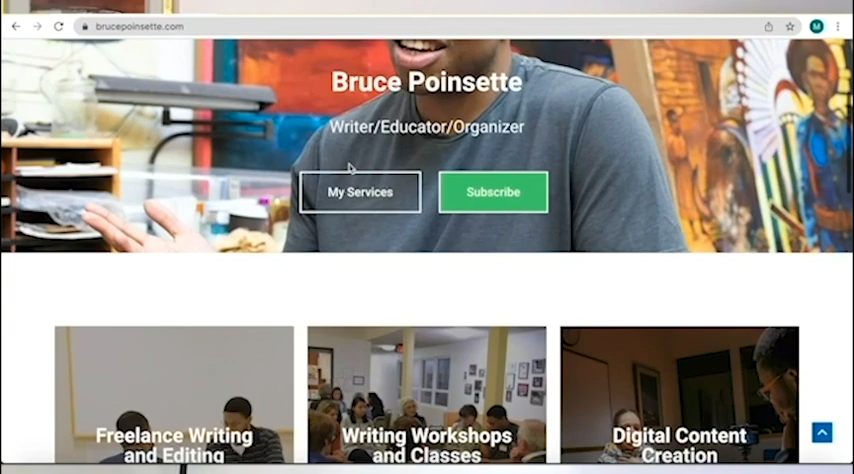 brucepoinsette.com
M
Bruce Poinsette
Writer/Educator/Organizer
My Services
Subscribe
Freelance Writing
and Editing
Writing Workshops
and Classes
Digital Content
Creation